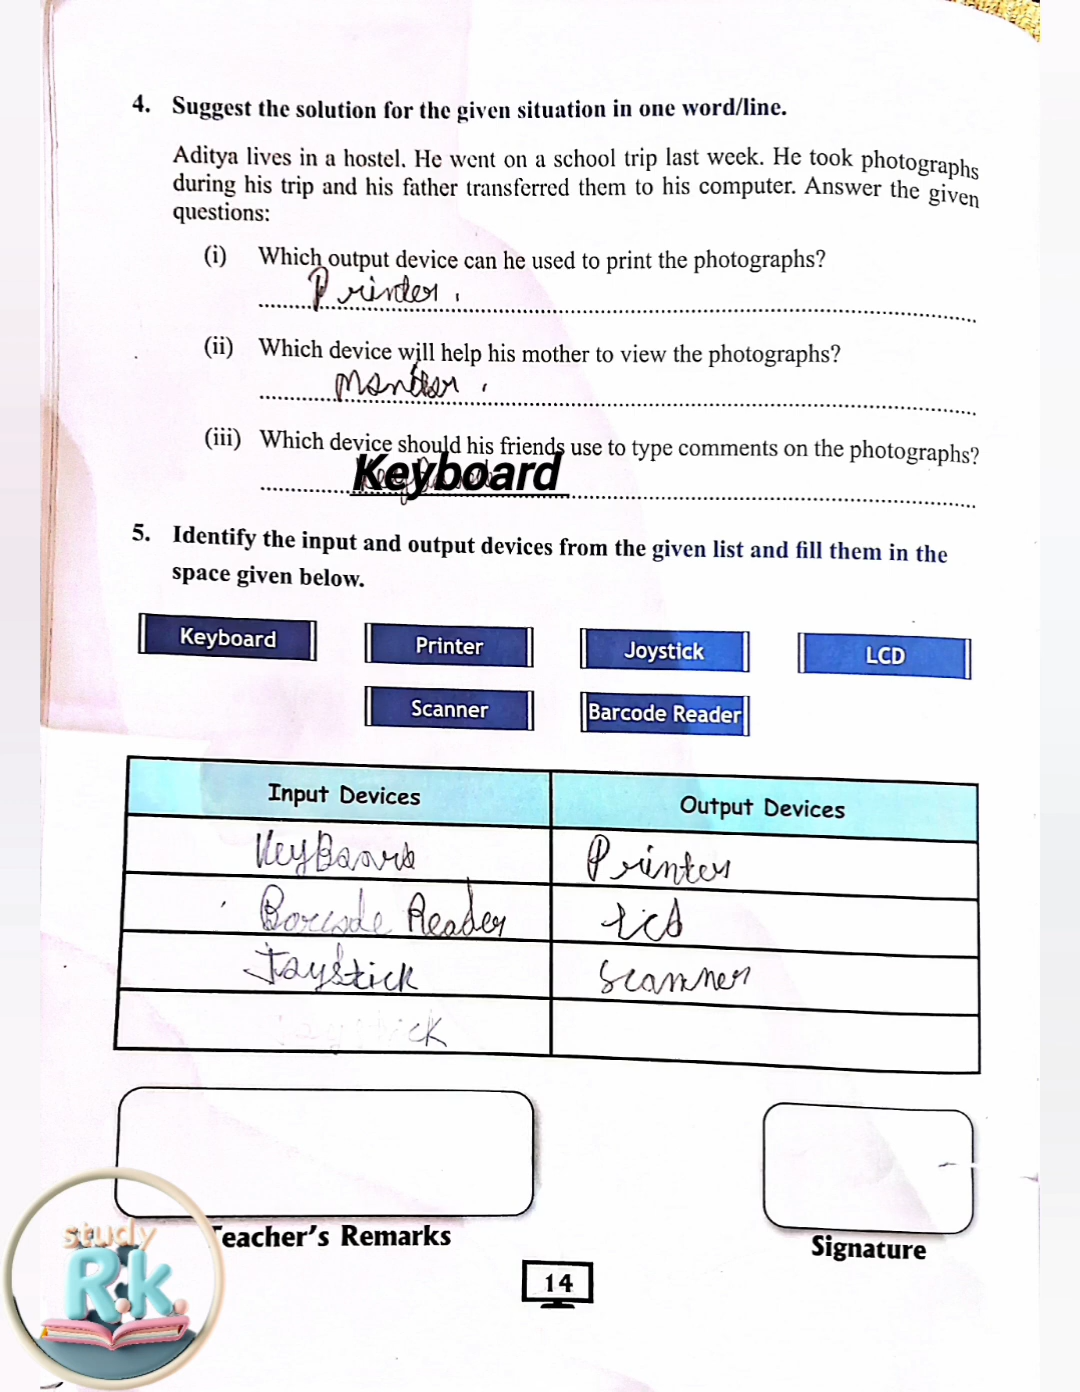 4. Suggest the solution for the given situation in one word/line.
Aditya lives in a hostel. He went on a school trip last week. He took photographs
during his trip and his father transferred them to his computer. Answer the given
questions:
(i) Which output device can he used to print the photographs?
Printer.
(ii) Which device will help his mother to view the photographs?
Monitor.
(iii) Which device should his friends use to type comments on the photographs?
Keyboard
5. Identify the input and output devices from the given list and fill them in the
space given below.
Keyboard Printer Joystick LCD
Scanner Barcode Reader
Input Devices Output Devices
KeyBoard Printer
Barcode Reader LCD
Joystick Scanner
ick
Teacher's Remarks
Signature
14
study
R.k.